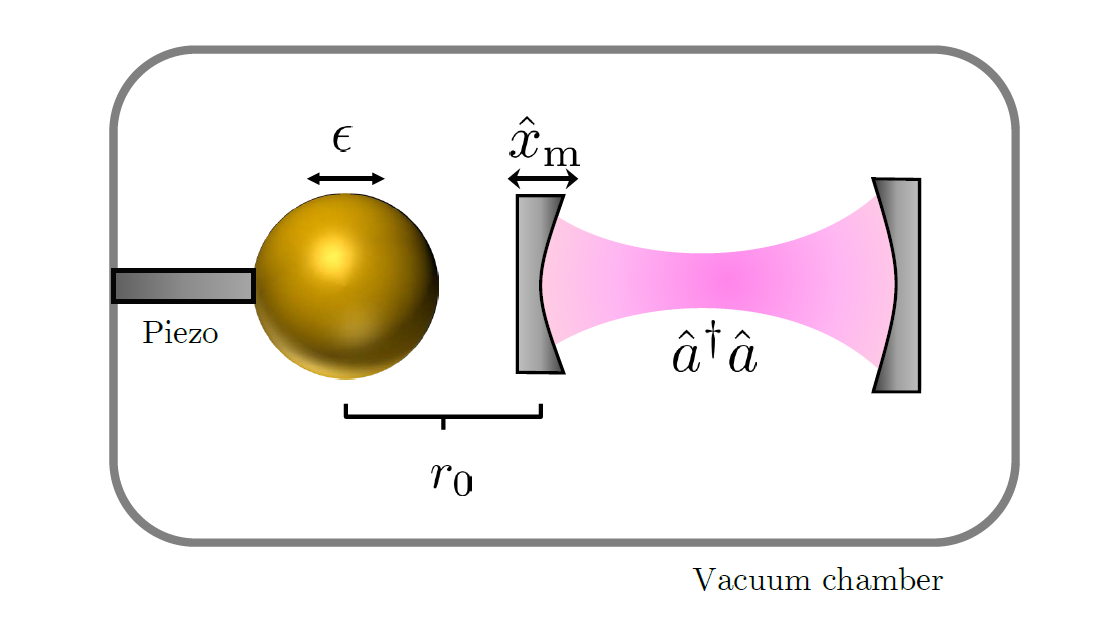 ϵ
x̂ₘ
Piezo
â†â
r₀
Vacuum chamber